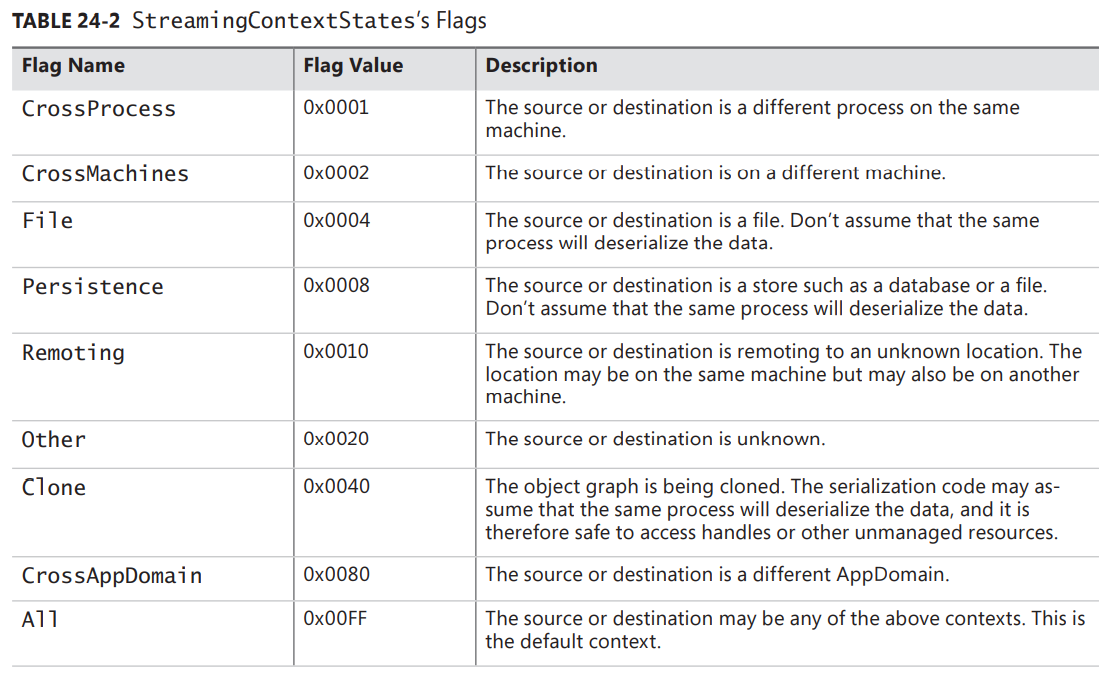 TABLE 24-2 StreamingContextStates’s Flags
Flag Name Flag Value Description
CrossProcess 0x0001 The source or destination is a different process on the same
machine.
CrossMachines 0x0002 The source or destination is on a different machine.
File 0x0004 The source or destination is a file. Don’t assume that the same
process will deserialize the data.
Persistence 0x0008 The source or destination is a store such as a database or a file.
Don’t assume that the same process will deserialize the data.
Remoting 0x0010 The source or destination is remoting to an unknown location. The
location may be on the same machine but may also be on another
machine.
Other 0x0020 The source or destination is unknown.
Clone 0x0040 The object graph is being cloned. The serialization code may as-
sume that the same process will deserialize the data, and it is
therefore safe to access handles or other unmanaged resources.
CrossAppDomain 0x0080 The source or destination is a different AppDomain.
All 0x00FF The source or destination may be any of the above contexts. This is
the default context.